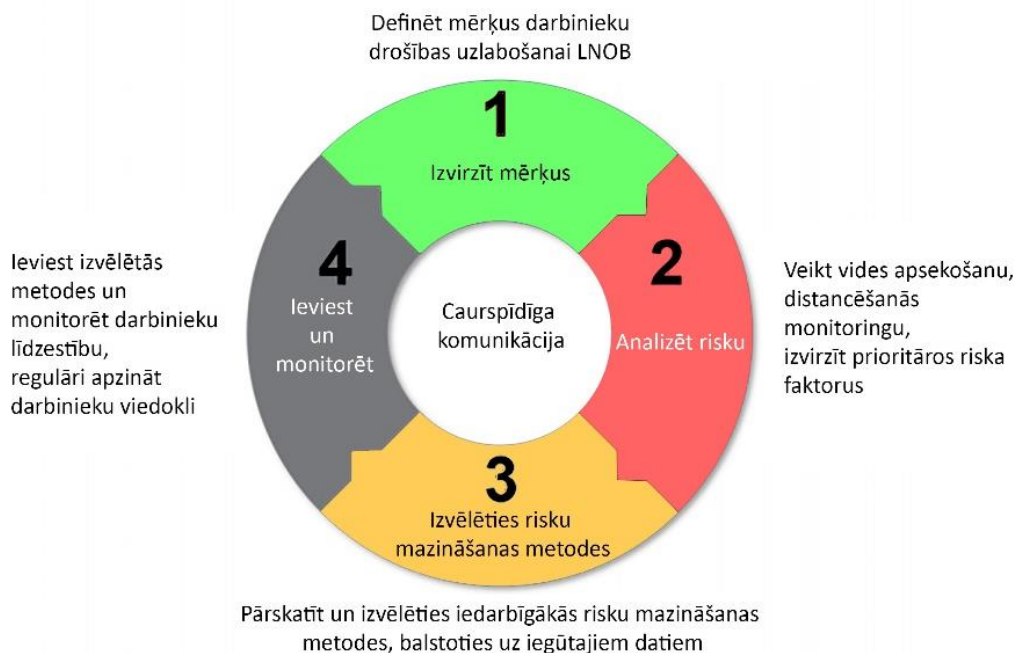 Definēt mērķus darbinieku
drošības uzlabošanai LNOB
1
Izvirzīt mērķus
2
Analizēt risku
Veikt vides apsekošanu,
distancēšanās
monitoringu,
izvirzīt prioritāros riska
faktorus
3
Izvēlēties risku
mazināšanas metodes
Pārskatīt un izvēlēties iedarbīgākās risku mazināšanas
metodes, balstoties uz iegūtajiem datiem
4
Ieviest
un
monitorēt
Ieviest izvēlētās
metodes un
monitorēt darbinieku
līdzestību,
regulāri apzināt
darbinieku viedokli
Caurspīdīga
komunikācija